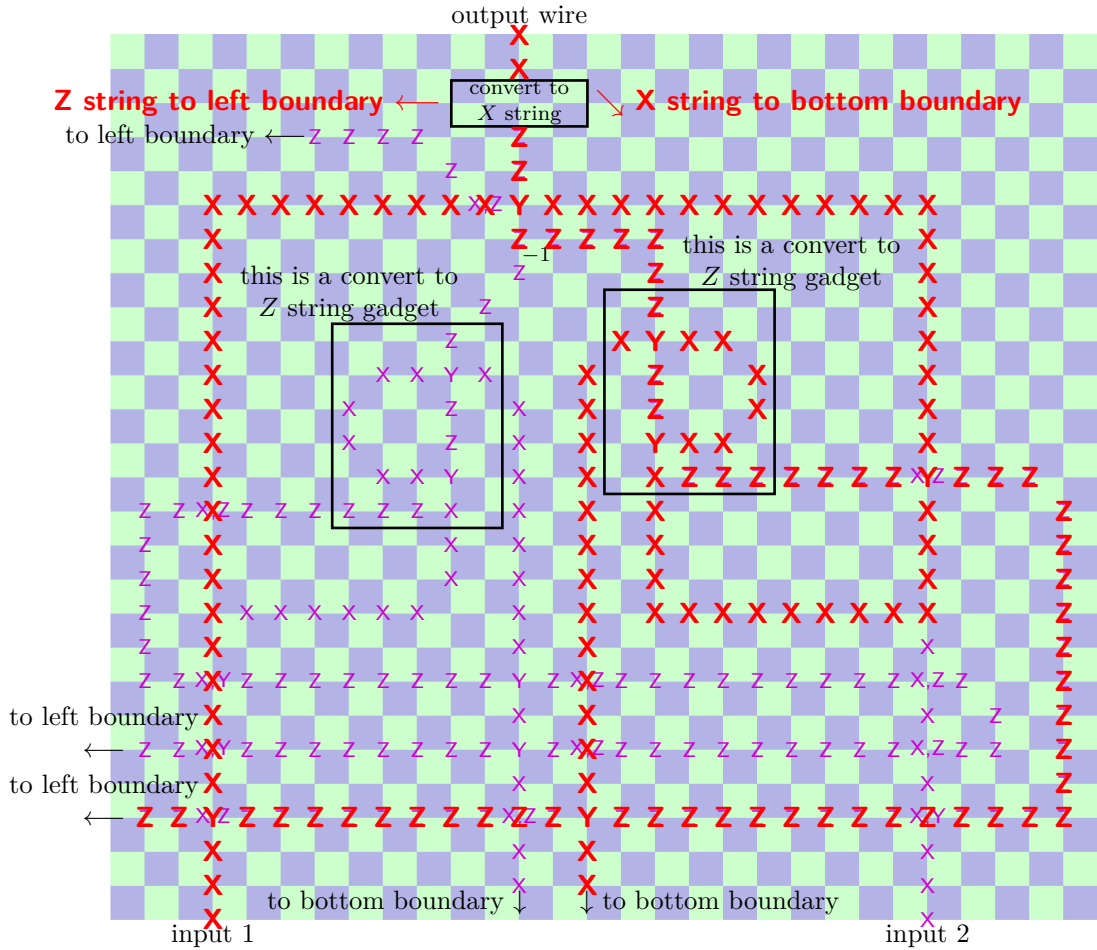 output wire
X
X
convert to
X string
Z string to left boundary ←
↘ X string to bottom boundary
to left boundary ← Z Z Z Z Z
Z Z
X X X X X X X X X,Z X Y X X X X X X X X X X X X
X Z Z Z Z Z X
−1
this is a convert to
Z string gadget
this is a convert to
Z string gadget
X Z Z X
X Z Z X
X Z X Y X X X
X X X Y X X Z X X
X X Z X X Z X X
X X Z X X Y X X X
X X X Y X X X Z Z Z Z Z Z Z X,Z Y Z Z Z
Z Z X,Z X Z Z Z Z Z Z X X X X X Z
Z X X X X X X Z
Z X X X X X X Z
Z X X X X X X X X X X X X X X X X X X Z
Z X X X X Z
Z Z X,Y X Z Z Z Z Z Z Z Z Y Z X,Z X Z Z Z Z Z Z Z Z Z X,Z Z Z
to left boundary
X X X X Z Z
← Z Z X,Y X Z Z Z Z Z Z Z Z Y Z X,Z X Z Z Z Z Z Z Z Z Z X,Z Z Z Z
to left boundary
X X X X Z
← Z Z X,Z Y Z Z Z Z Z Z Z Z X,Z Z Z Y Z Z Z Z Z Z Z Z Z X,Y Z Z Z Z Z
X X X X
X X X X
to bottom boundary ↓
↓ to bottom boundary
X X
input 1
input 2